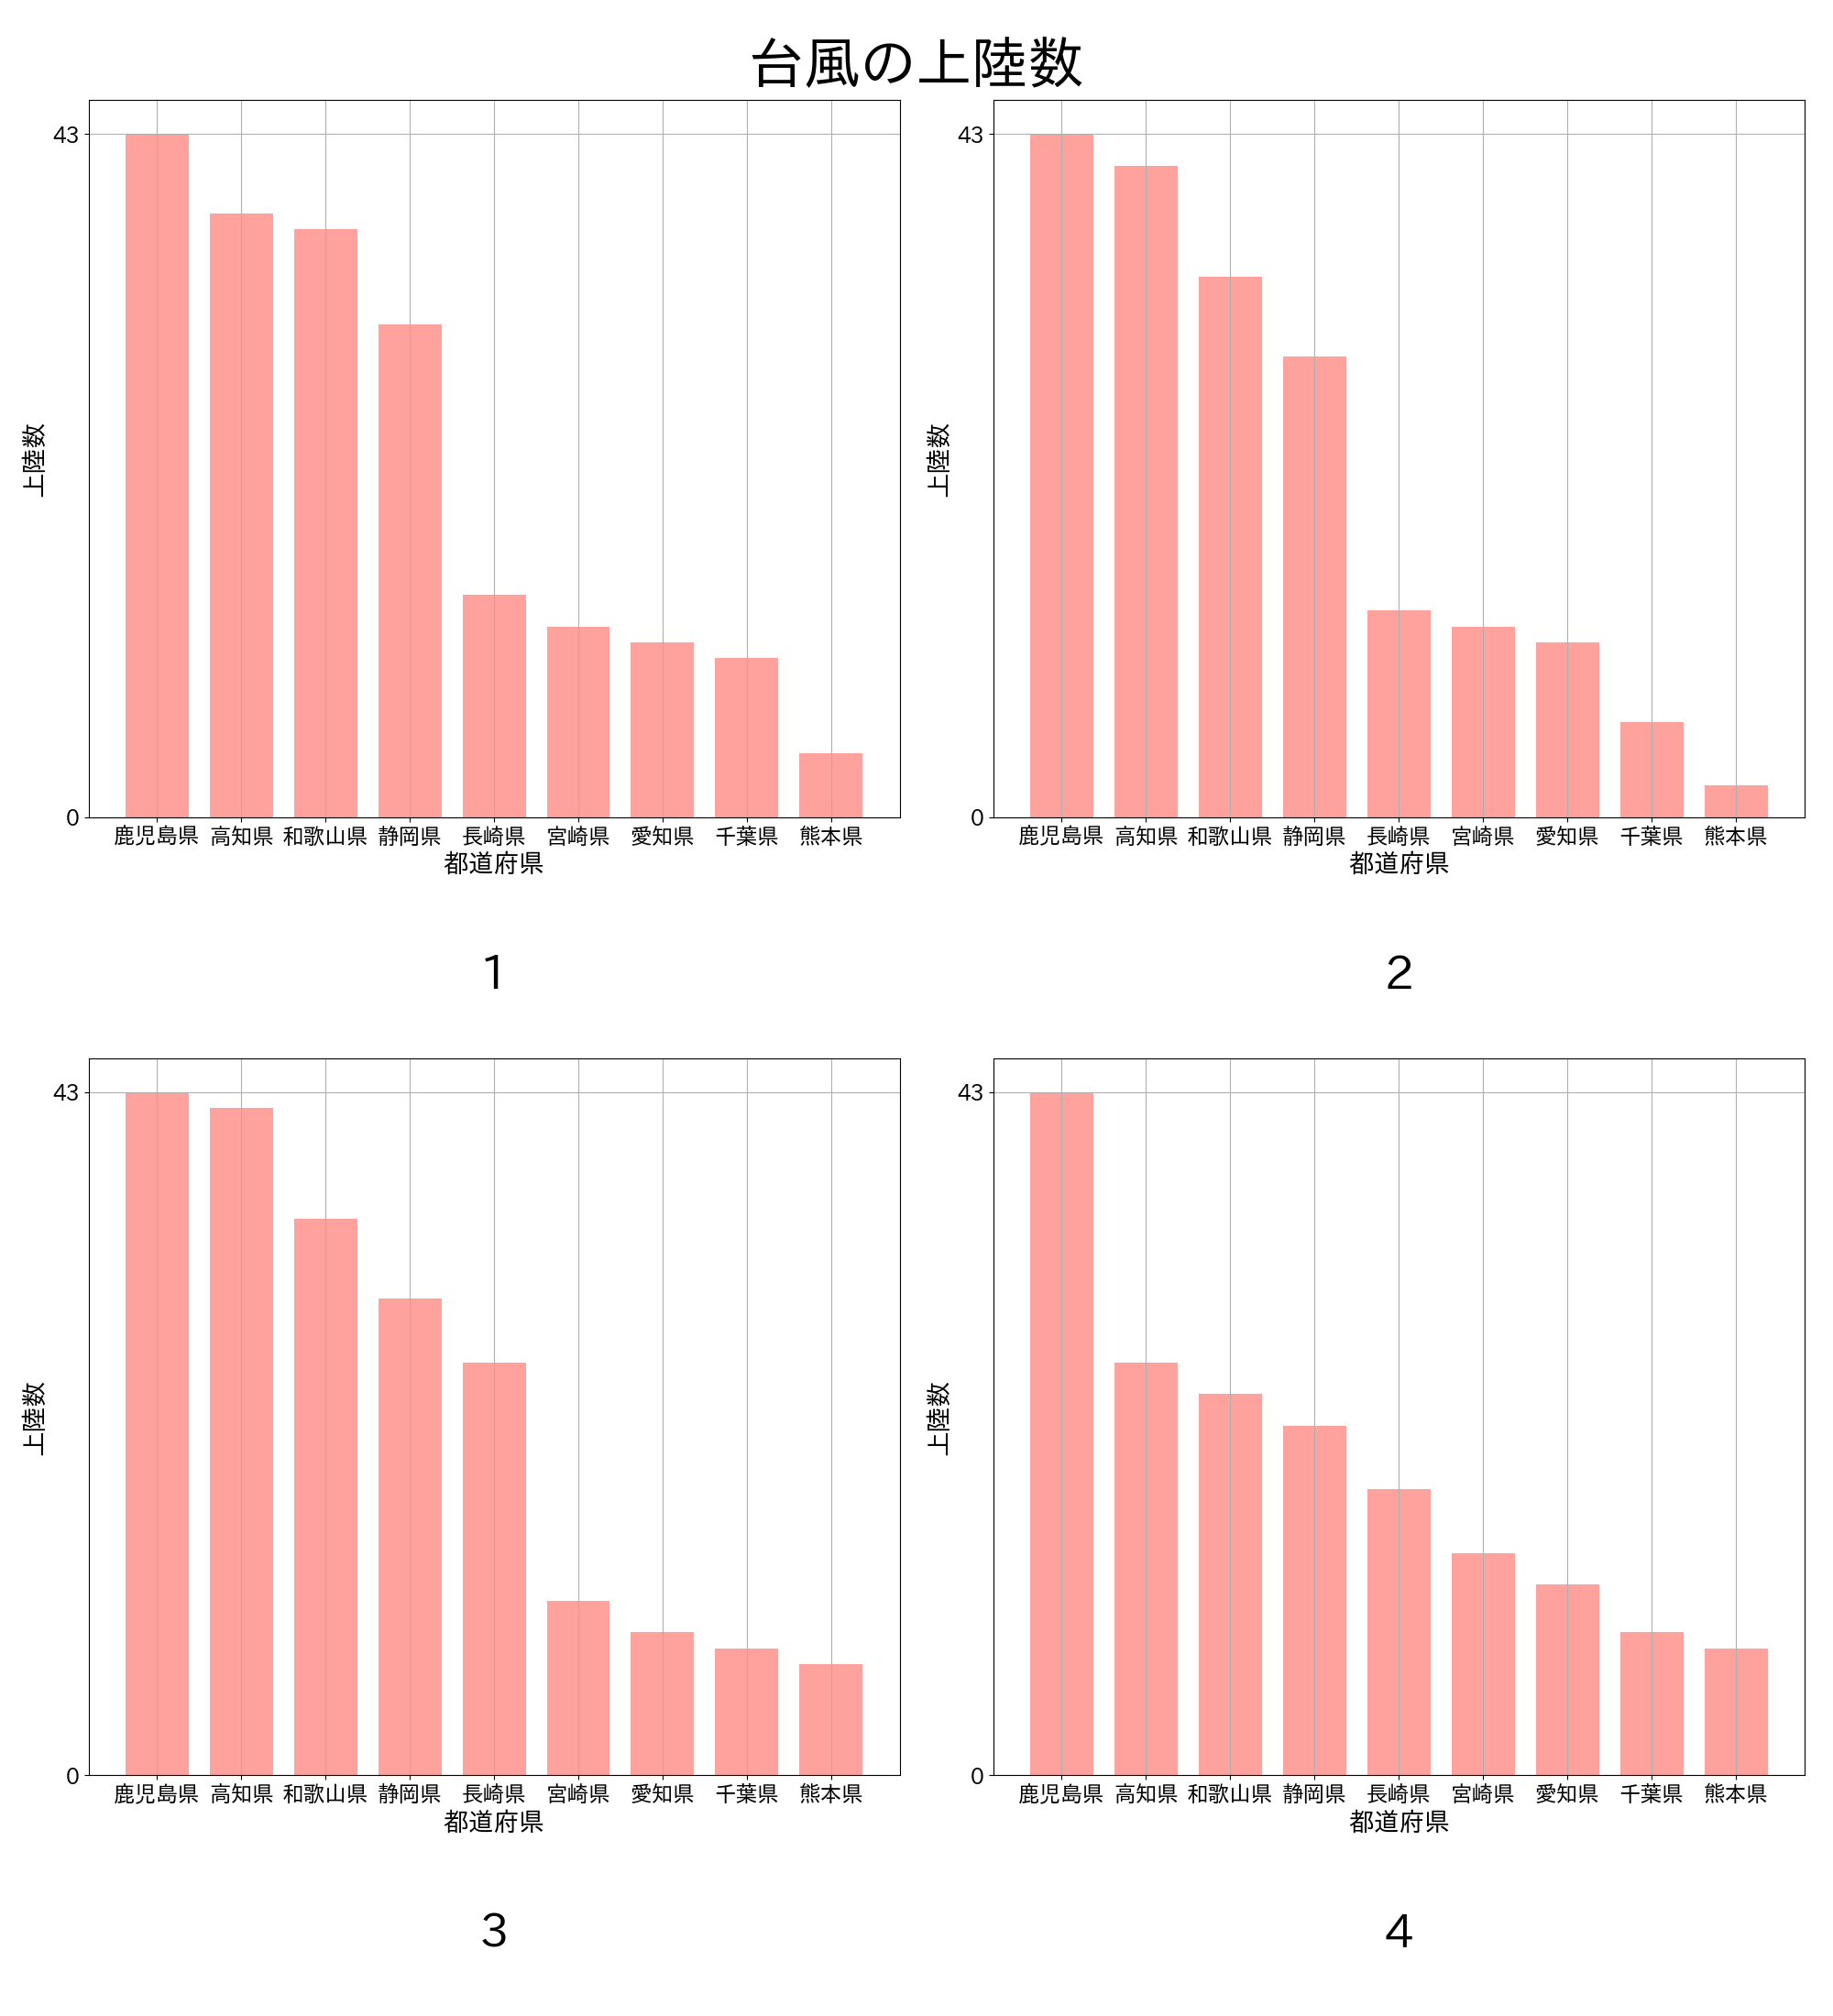 台風の上陸数
43
0
上陸数
鹿児島県 高知県 和歌山県 静岡県 長崎県 宮崎県 愛知県 千葉県 熊本県
都道府県
1
43
0
上陸数
鹿児島県 高知県 和歌山県 静岡県 長崎県 宮崎県 愛知県 千葉県 熊本県
都道府県
2
43
0
上陸数
鹿児島県 高知県 和歌山県 静岡県 長崎県 宮崎県 愛知県 千葉県 熊本県
都道府県
3
43
0
上陸数
鹿児島県 高知県 和歌山県 静岡県 長崎県 宮崎県 愛知県 千葉県 熊本県
都道府県
4